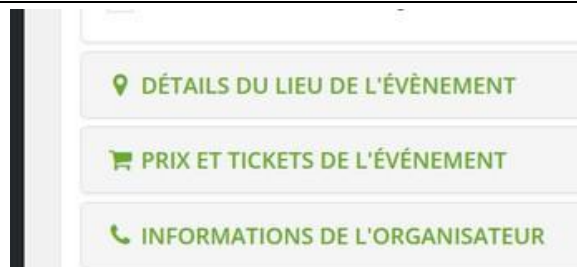 DÉTAILS DU LIEU DE L'ÉVÈNEMENT
PRIX ET TICKETS DE L'ÉVÉNEMENT
INFORMATIONS DE L'ORGANISATEUR